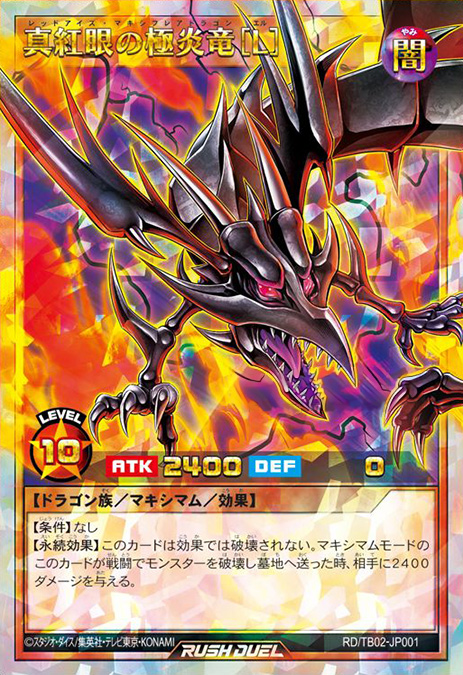 レッドアイズ・マキシフレアドラゴン エル
真紅眼の極炎竜[L]
やみ
闇
LEVEL
10
ATK 2400 DEF 0
【ドラゴン族／マキシマム／効果】
【条件】なし
【永続効果】このカードは効果では破壊されない。マキシマムモードの
このカードが戦闘でモンスターを破壊し墓地へ送った時、相手に2400
ダメージを与える。
©スタジオ・ダイス/集英社・テレビ東京・KONAMI
RUSH DUEL
RD/TB02-JP001